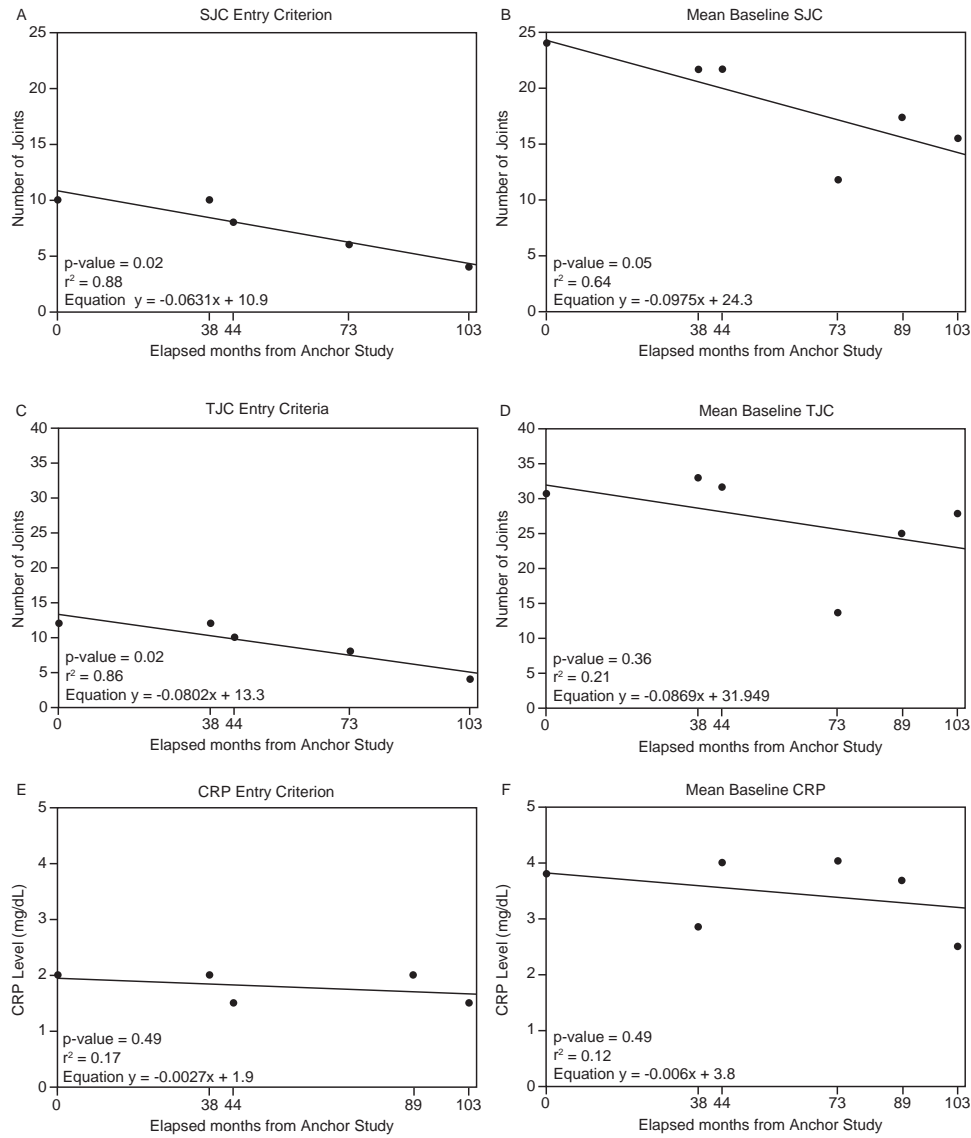 A
SJC Entry Criterion
25
20
15
10
5
0
Number of Joints
p-value = 0.02
r² = 0.88
Equation y = -0.0631x + 10.9
0 38 44 73 103
Elapsed months from Anchor Study
B
Mean Baseline SJC
25
20
15
10
5
0
Number of Joints
p-value = 0.05
r² = 0.64
Equation y = -0.0975x + 24.3
0 38 44 73 89 103
Elapsed months from Anchor Study
C
TJC Entry Criteria
40
35
30
25
20
15
10
5
0
Number of Joints
p-value = 0.02
r² = 0.86
Equation y = -0.0802x + 13.3
0 38 44 73 103
Elapsed months from Anchor Study
D
Mean Baseline TJC
40
35
30
25
20
15
10
5
0
Number of Joints
p-value = 0.36
r² = 0.21
Equation y = -0.0869x + 31.949
0 38 44 73 89 103
Elapsed months from Anchor Study
E
CRP Entry Criterion
5
4
3
2
1
0
CRP Level (mg/dL)
p-value = 0.49
r² = 0.17
Equation y = -0.0027x + 1.9
0 38 44 89 103
Elapsed months from Anchor Study
F
Mean Baseline CRP
5
4
3
2
1
0
CRP Level (mg/dL)
p-value = 0.49
r² = 0.12
Equation y = -0.006x + 3.8
0 38 44 73 89 103
Elapsed months from Anchor Study